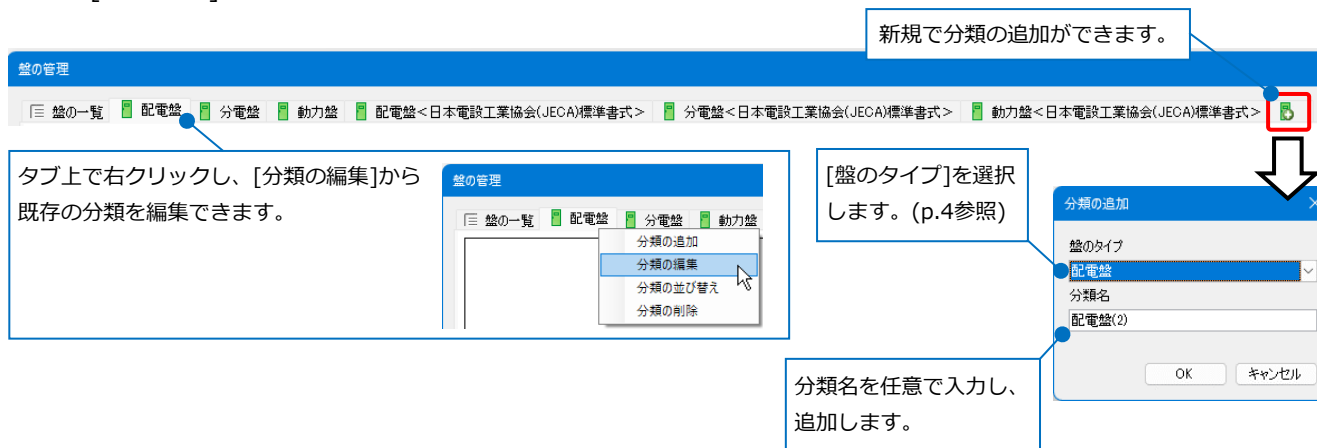 新規で分類の追加ができます。
盤の管理
盤の一覧 配電盤 分電盤 動力盤 配電盤<日本電設工業協会(JECA)標準書式> 分電盤<日本電設工業協会(JECA)標準書式> 動力盤<日本電設工業協会(JECA)標準書式>
タブ上で右クリックし、[分類の編集]から
既存の分類を編集できます。
盤の管理
盤の一覧 配電盤 分電盤 動力盤
分類の追加
分類の編集
分類の並び替え
分類の削除
[盤のタイプ]を選択
します。(p.4参照)
分類の追加
盤のタイプ
配電盤
分類名
配電盤(2)
OK キャンセル
分類名を任意で入力し、
追加します。